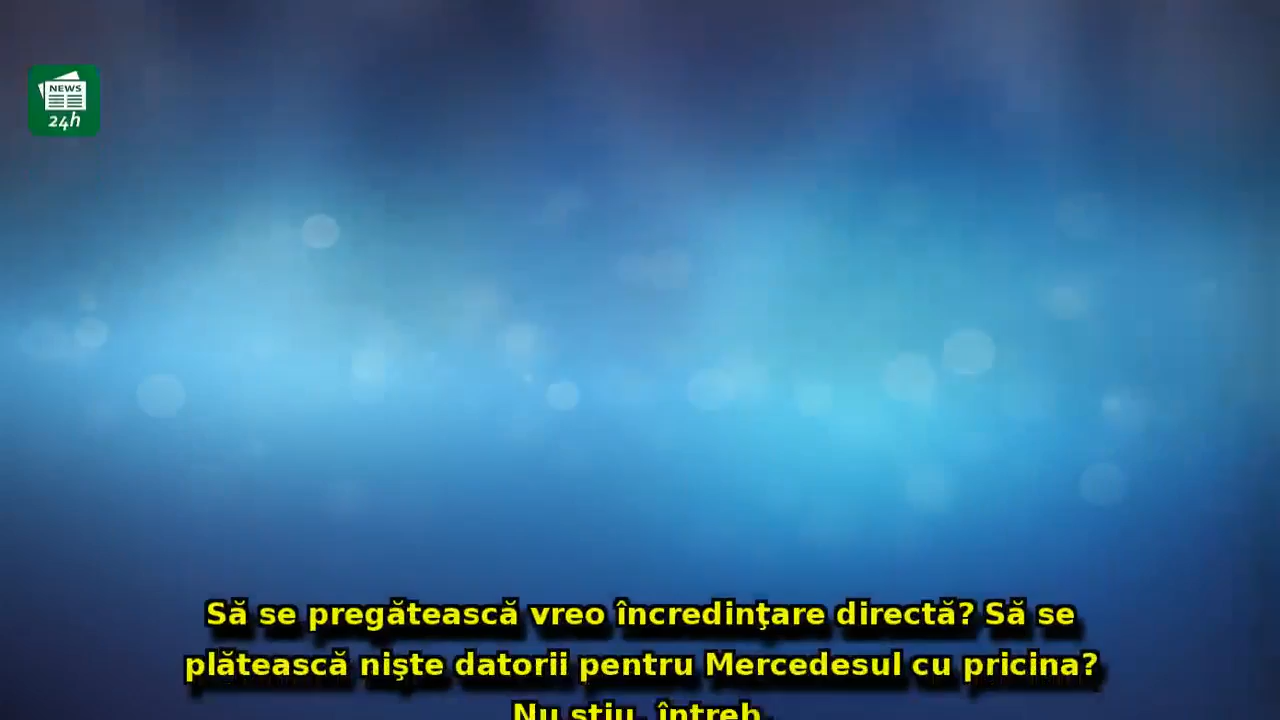 NEWS
24h
Să se pregătească vreo încredinţare directă? Să se
plătească nişte datorii pentru Mercedesul cu pricina?
Nu ştiu, întreb.